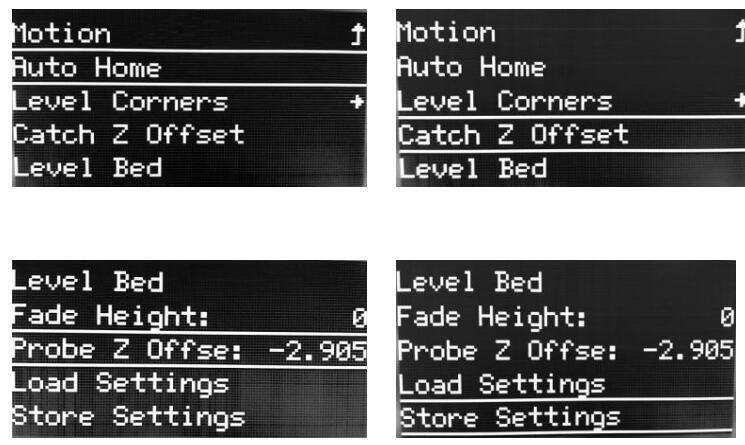 Motion
Auto Home
Level Corners
Catch Z Offset
Level Bed
Motion
Auto Home
Level Corners
Catch Z Offset
Level Bed
Level Bed
Fade Height: 0
Probe Z Offse: -2.905
Load Settings
Store Settings
Level Bed
Fade Height: 0
Probe Z Offse: -2.905
Load Settings
Store Settings